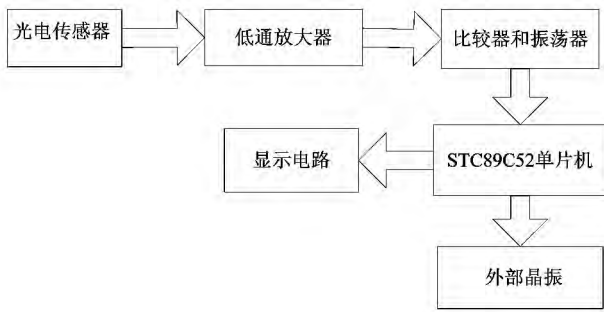 光电传感器
低通放大器
比较器和振荡器
显示电路
STC89C52单片机
外部晶振